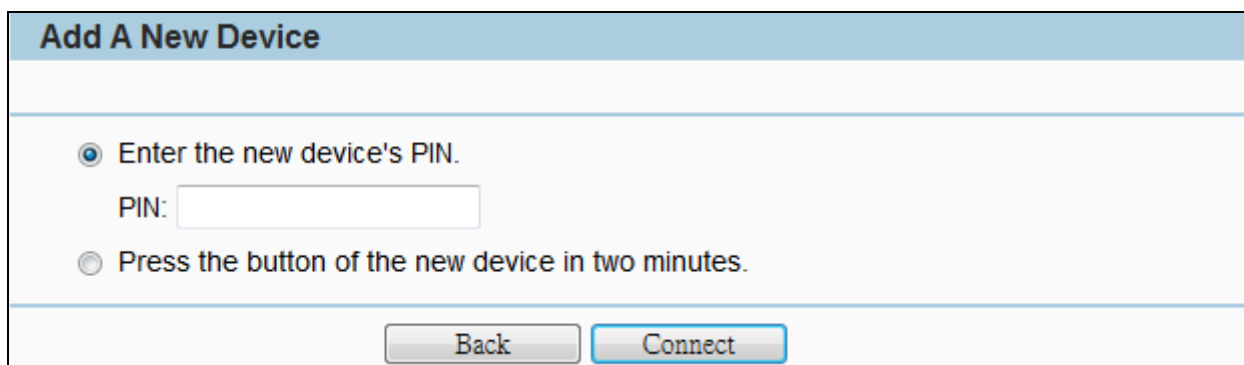 Add A New Device
Enter the new device's PIN.
PIN:
Press the button of the new device in two minutes.
Back Connect